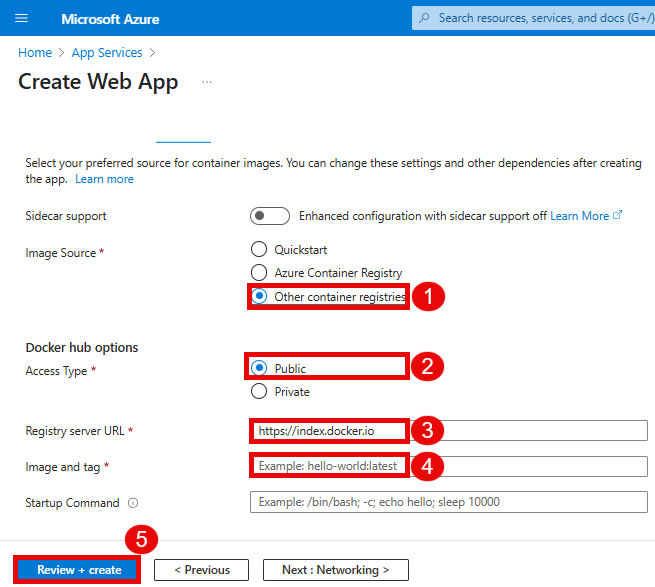 Microsoft Azure
Search resources, services, and docs (G+/)
Home > App Services >
Create Web App ...
Select your preferred source for container images. You can change these settings and other dependencies after creating
the app. Learn more
Sidecar support
Enhanced configuration with sidecar support off Learn More
Image Source *
Quickstart
Azure Container Registry
Other container registries
1
Docker hub options
Access Type *
Public
2
Private
Registry server URL *
https://index.docker.io
3
Image and tag *
Example: hello-world:latest
4
Startup Command
Example: /bin/bash; -c; echo hello; sleep 10000
5
Review + create
< Previous
Next : Networking >